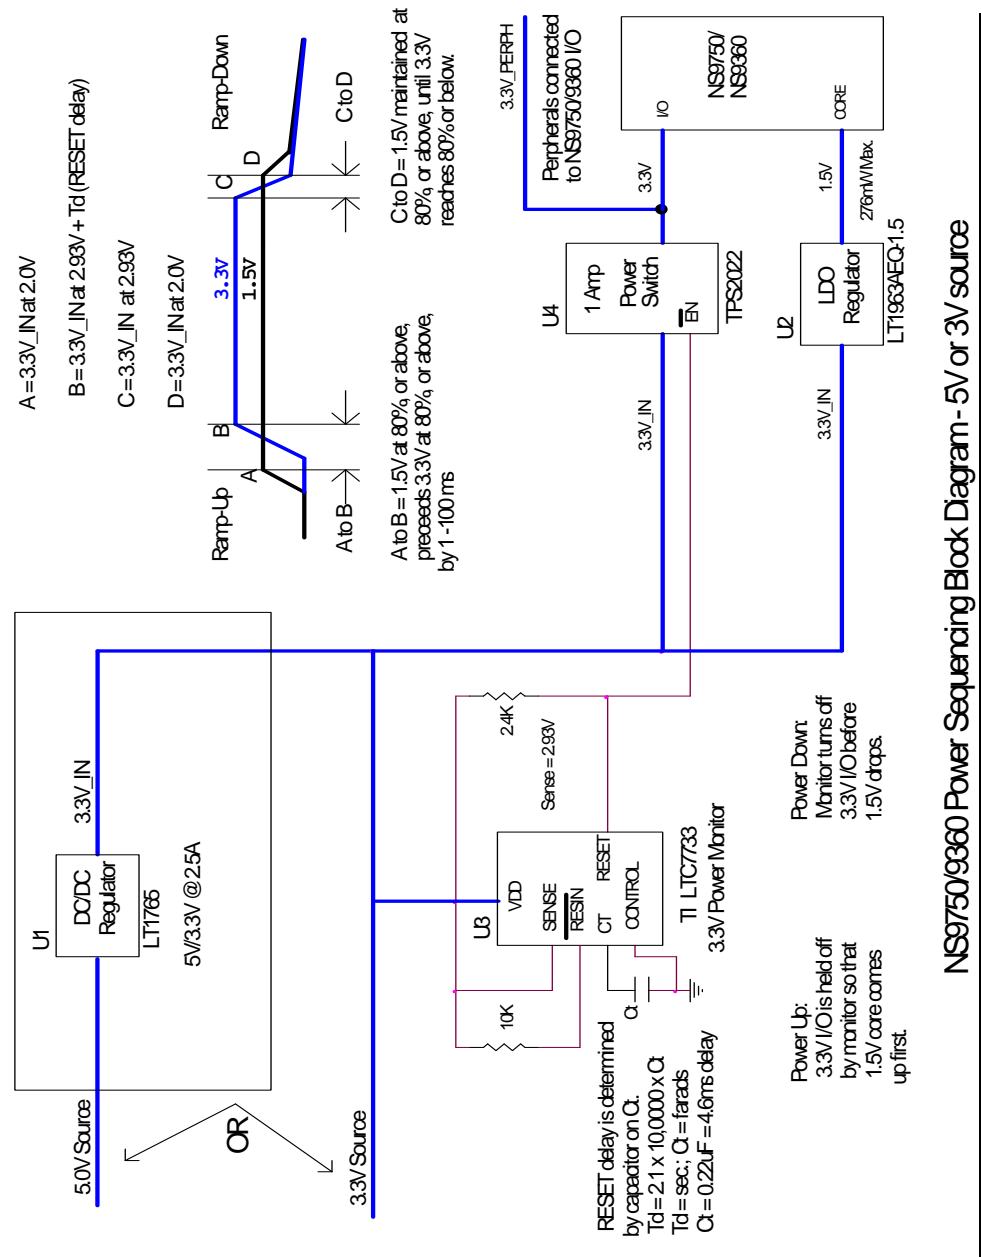 5.0V Source
U1
DC/DC
Regulator
LT1765
5V/3.3V @ 2.5A
3.3V_IN
OR
3.3V Source
A = 3.3V_IN at 2.0V
B = 3.3V_IN at 2.93V + Td (RESET delay)
C = 3.3V_IN at 2.93V
D = 3.3V_IN at 2.0V
Ramp-Up
A
B
3.3V
1.5V
C
D
Ramp-Down
A to B
C to D
A to B = 1.5V at 80%, or above,
preceeds 3.3V at 80%, or above,
by 1 - 100 ms
C to D = 1.5V maintained at
80%, or above, until 3.3V
reaches 80% or below.
RESET delay is determined
by capacitor on Ct.
Td = 2.1 x 10,0000 x Ct
Td = sec.; Ct = farads
Ct = 0.22uF = 4.6ms delay
10K
Ct
U3
VDD
SENSE
RESIN
CT
RESET
CONTROL
TI LTC7733
3.3V Power Monitor
2.4K
Sense = 2.93V
3.3V_IN
U4
1 Amp
Power
Switch
EN
TPS2022
3.3V_PERPH
Perpherals connected
to NS9750/9360 I/O
3.3V
I/O
NS9750/
NS9360
CORE
1.5V
276mW Max.
3.3V_IN
U2
LDO
Regulator
LT1963AEQ-1.5
Power Up:
3.3V I/O is held off
by monitor so that
1.5V core comes
up first.
Power Down:
Monitor turns off
3.3V I/O before
1.5V drops.
NS9750/9360 Power Sequencing Block Diagram - 5V or 3V source